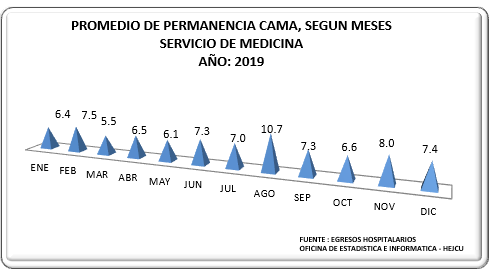 PROMEDIO DE PERMANENCIA CAMA, SEGUN MESES
SERVICIO DE MEDICINA
AÑO: 2019
6.4
7.5
5.5
6.5
6.1
7.3
7.0
10.7
7.3
6.6
8.0
7.4
ENE
FEB
MAR
ABR
MAY
JUN
JUL
AGO
SEP
OCT
NOV
DIC
FUENTE : EGRESOS HOSPITALARIOS
OFICINA DE ESTADISTICA E INFORMATICA - HEJCU